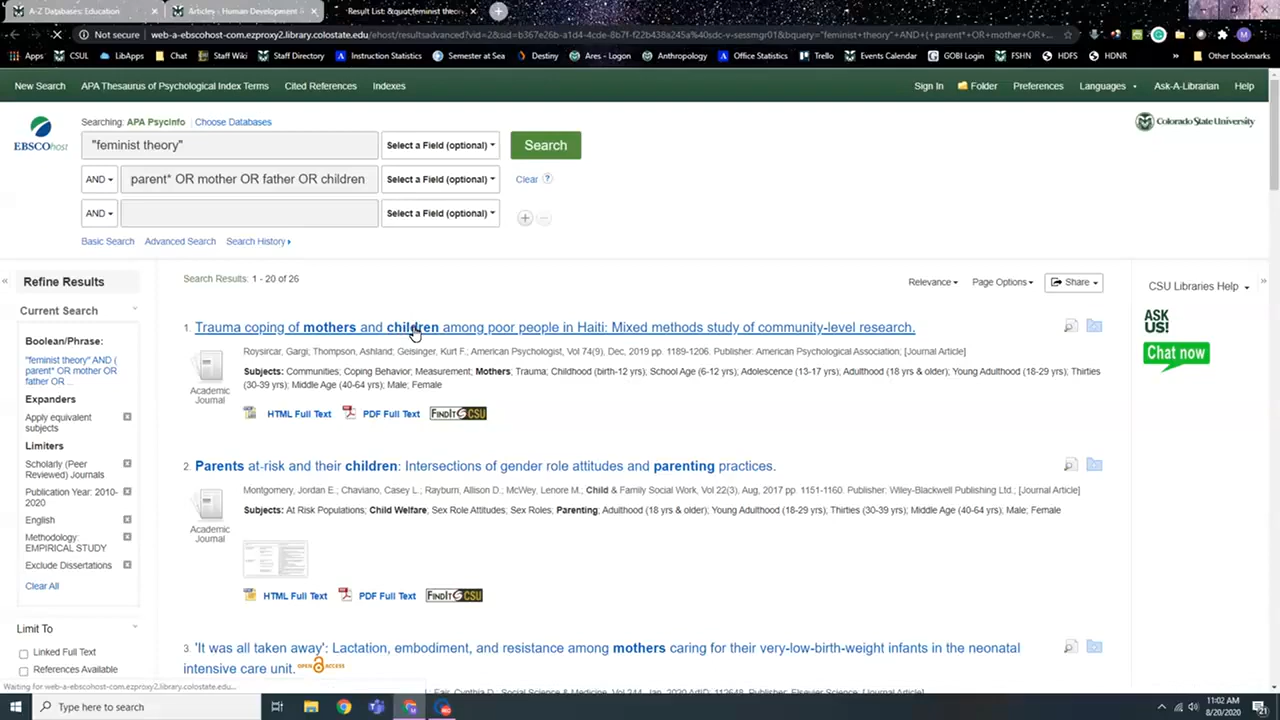 A-Z Databases: Education
Articles - Human Development &
Result List: &quot;feminist theor
Not secure
web-a-ebscohost-com.ezproxy2.library.colostate.edu/ehost/resultsadvanced?vid=2&sid=b367e26b-a1d4-4cde-8b7f-f22b438a245a%40sdc-v-sessmgr01&bquery="feminist+theory"+AND+(+parent*+OR+mother+OR+...
Apps
CSUL
LibApps
Chat
Staff Wiki
Staff Directory
Instruction Statistics
Semester at Sea
Destiny
Ares - Logon
Anthropology
Office Statistics
Trello
Events Calendar
GOBI Login
FSHN
HDFS
HDNR
»
Other bookmarks
New Search
APA Thesaurus of Psychological Index Terms
Cited References
Indexes
Sign In
Folder
Preferences
Languages
Ask-A-Librarian
Help
EBSCOhost
Searching: APA PsycInfo
Choose Databases
"feminist theory"
Select a Field (optional)
Search
AND
parent* OR mother OR father OR children
Select a Field (optional)
Clear
?
AND
Select a Field (optional)
Basic Search
Advanced Search
Search History
Colorado State University
«
Refine Results
Current Search
Boolean/Phrase:
"feminist theory" AND (
parent* OR mother OR
father OR ...
Expanders
Apply equivalent
subjects
Limiters
Scholarly (Peer
Reviewed) Journals
Publication Year: 2010-
2020
English
Methodology:
EMPIRICAL STUDY
Exclude Dissertations
Clear All
Limit To
Linked Full Text
References Available
Search Results: 1 - 20 of 26
Relevance
Page Options
Share
1. Trauma coping of mothers and children among poor people in Haiti: Mixed methods study of community-level research.
Roysircar, Gargi; Thompson, Ashland; Geisinger, Kurt F., American Psychologist, Vol 74(9), Dec, 2019 pp. 1189-1206. Publisher: American Psychological Association; [Journal Article]
Subjects: Communities; Coping Behavior; Measurement; Mothers; Trauma; Childhood (birth-12 yrs); School Age (6-12 yrs); Adolescence (13-17 yrs); Adulthood (18 yrs & older); Young Adulthood (18-29 yrs); Thirties
(30-39 yrs); Middle Age (40-64 yrs); Male; Female
Academic
Journal
HTML Full Text
PDF Full Text
FindIt@CSU
2. Parents at-risk and their children: Intersections of gender role attitudes and parenting practices.
Montgomery, Jordan E.; Chaviano, Casey L.; Rayburn, Allison D.; McWey, Lenore M.; Child & Family Social Work, Vol 22(3), Aug, 2017 pp. 1151-1160. Publisher: Wiley-Blackwell Publishing Ltd.; [Journal Article]
Subjects: At Risk Populations; Child Welfare; Sex Role Attitudes; Sex Roles; Parenting; Adulthood (18 yrs & older); Young Adulthood (18-29 yrs); Thirties (30-39 yrs); Middle Age (40-64 yrs); Male; Female
Academic
Journal
HTML Full Text
PDF Full Text
FindIt@CSU
3. 'It was all taken away': Lactation, embodiment, and resistance among mothers caring for their very-low-birth-weight infants in the neonatal
intensive care unit. OPEN ACCESS
CSU Libraries Help
»
ASK
US!
Chat now
Waiting for web-a-ebscohost-com.ezproxy2.library.colostate.edu...
Type here to search
11:02 AM
8/20/2020
21